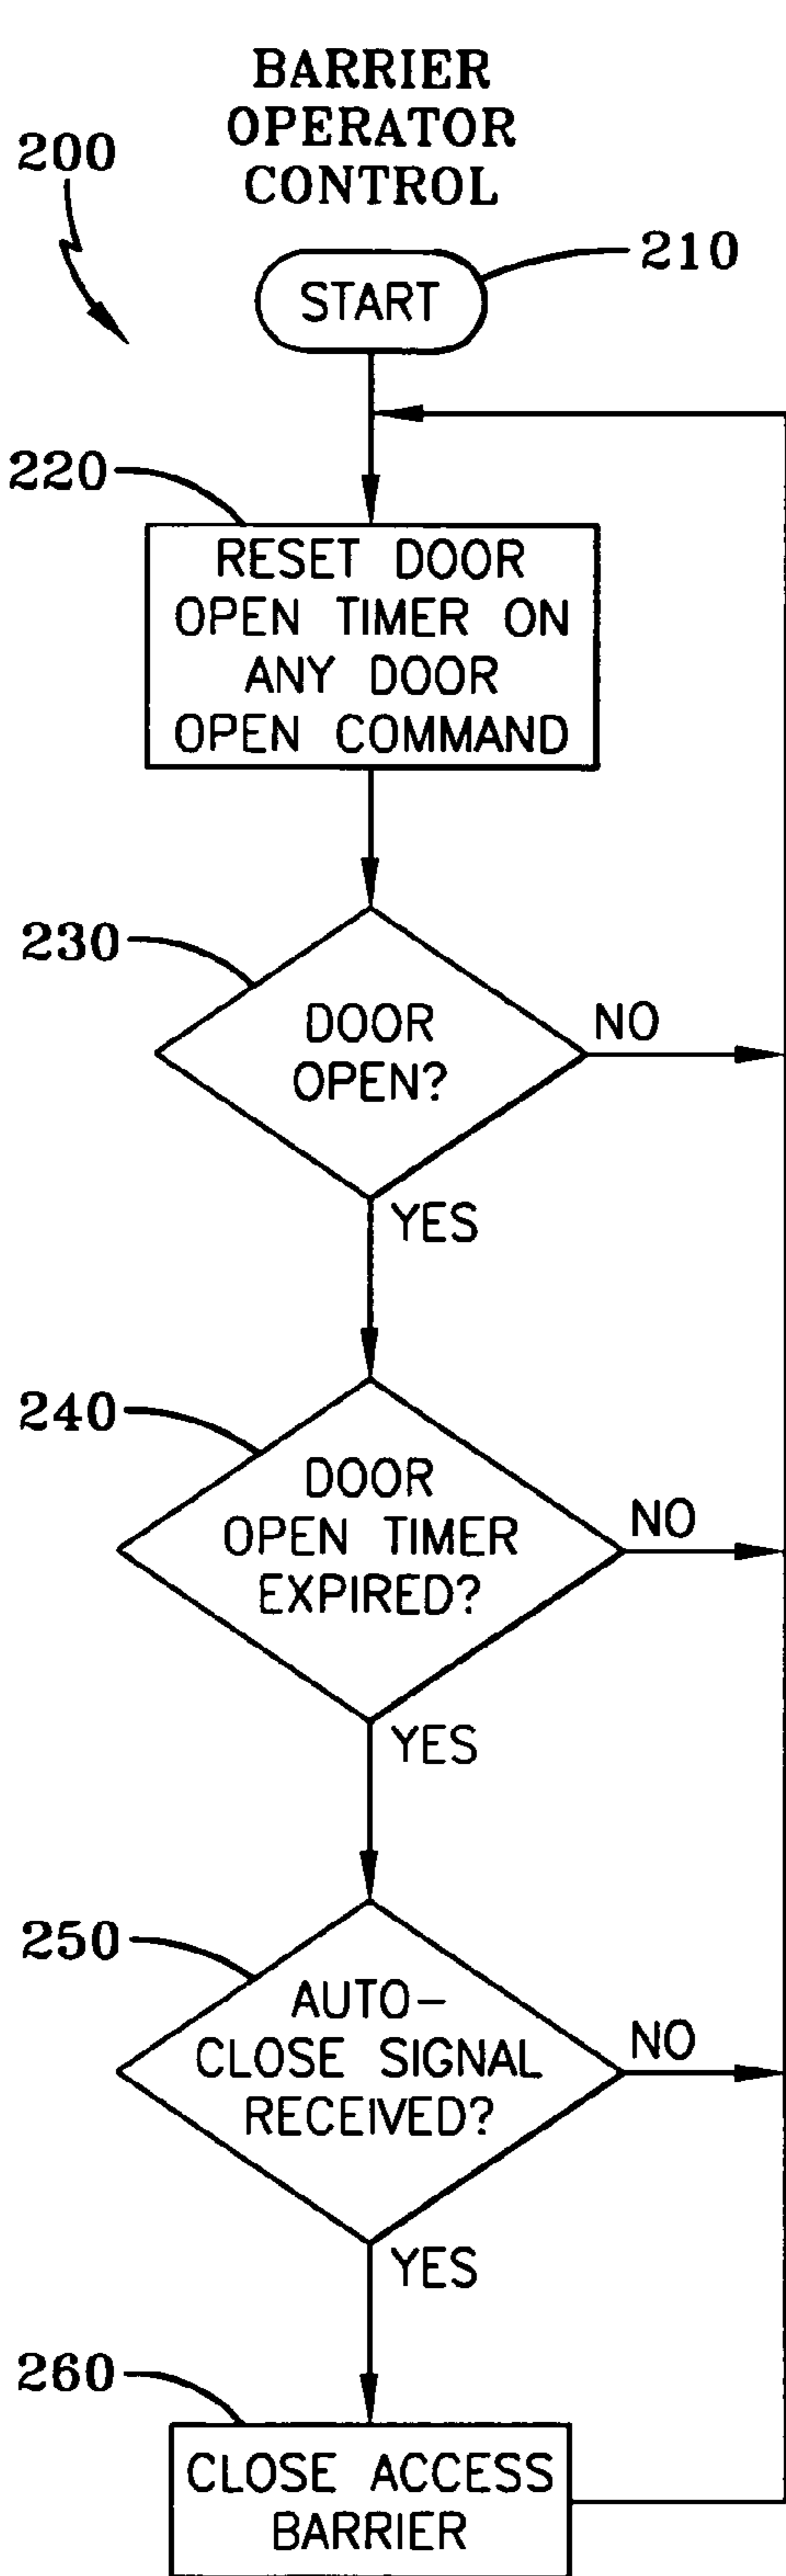 BARRIER
OPERATOR
CONTROL
200
210
START
220
RESET DOOR
OPEN TIMER ON
ANY DOOR
OPEN COMMAND
230
DOOR
OPEN?
NO
YES
240
DOOR
OPEN TIMER
EXPIRED?
NO
YES
250
AUTO-
CLOSE SIGNAL
RECEIVED?
NO
YES
260
CLOSE ACCESS
BARRIER